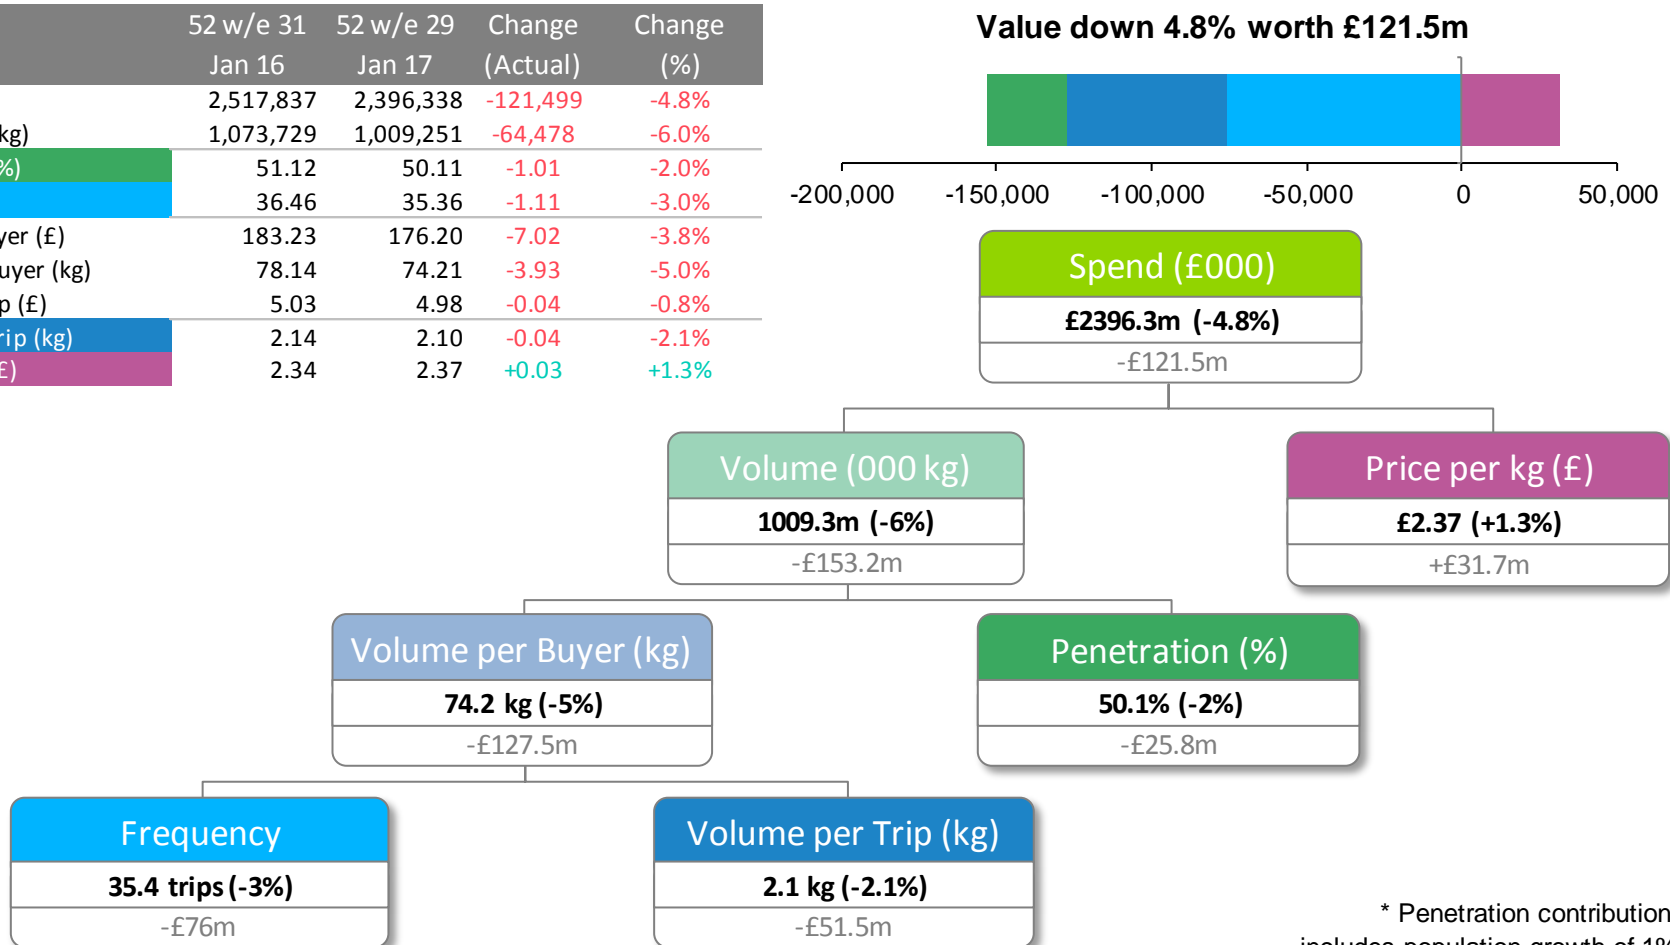 52 w/e 31 52 w/e 29 Change Change
Jan 16 Jan 17 (Actual) (%)
2,517,837 2,396,338 -121,499 -4.8%
kg) 1,073,729 1,009,251 -64,478 -6.0%
%) 51.12 50.11 -1.01 -2.0%
36.46 35.36 -1.11 -3.0%
yer (£) 183.23 176.20 -7.02 -3.8%
uyer (kg) 78.14 74.21 -3.93 -5.0%
p (£) 5.03 4.98 -0.04 -0.8%
rip (kg) 2.14 2.10 -0.04 -2.1%
£) 2.34 2.37 +0.03 +1.3%
Value down 4.8% worth £121.5m
-200,000 -150,000 -100,000 -50,000 0 50,000
Spend (£000)
£2396.3m (-4.8%)
-£121.5m
Volume (000 kg)
1009.3m (-6%)
-£153.2m
Price per kg (£)
£2.37 (+1.3%)
+£31.7m
Volume per Buyer (kg)
74.2 kg (-5%)
-£127.5m
Penetration (%)
50.1% (-2%)
-£25.8m
Frequency
35.4 trips (-3%)
-£76m
Volume per Trip (kg)
2.1 kg (-2.1%)
-£51.5m
* Penetration contribution
includes population growth of 1%